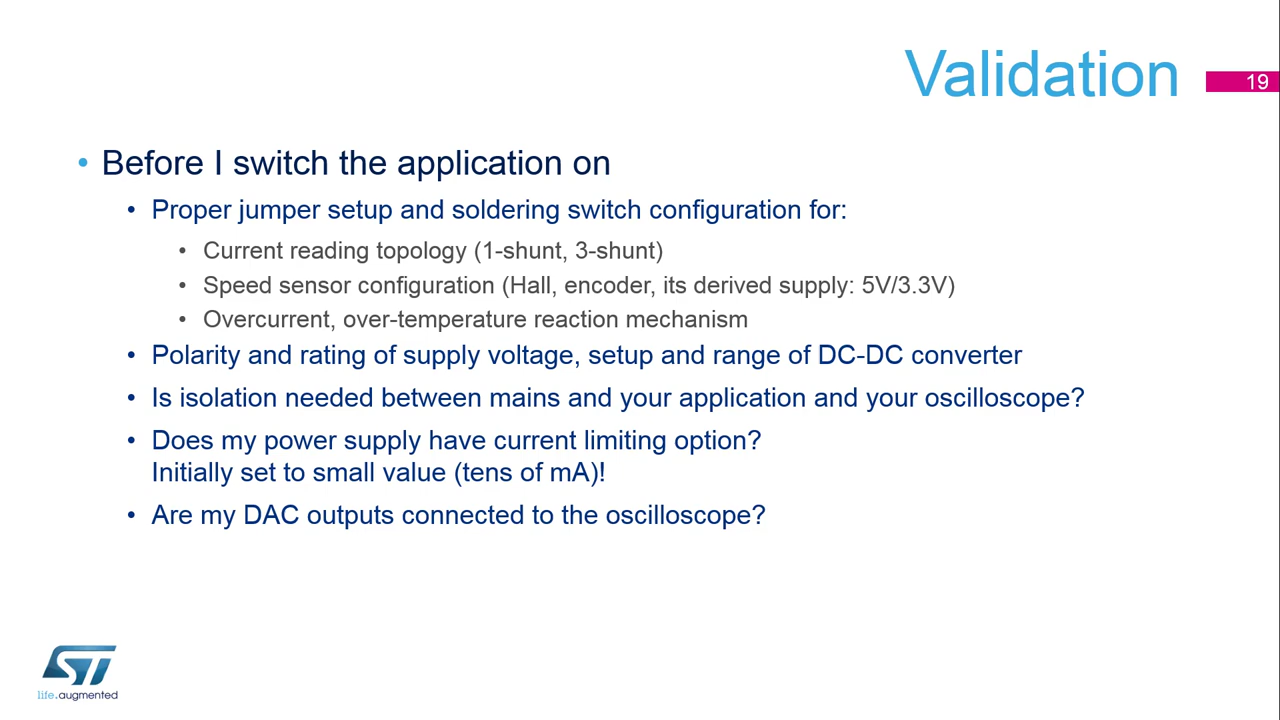 Validation
19
• Before I switch the application on
• Proper jumper setup and soldering switch configuration for:
• Current reading topology (1-shunt, 3-shunt)
• Speed sensor configuration (Hall, encoder, its derived supply: 5V/3.3V)
• Overcurrent, over-temperature reaction mechanism
• Polarity and rating of supply voltage, setup and range of DC-DC converter
• Is isolation needed between mains and your application and your oscilloscope?
• Does my power supply have current limiting option?
Initially set to small value (tens of mA)!
• Are my DAC outputs connected to the oscilloscope?
ST
life.augmented